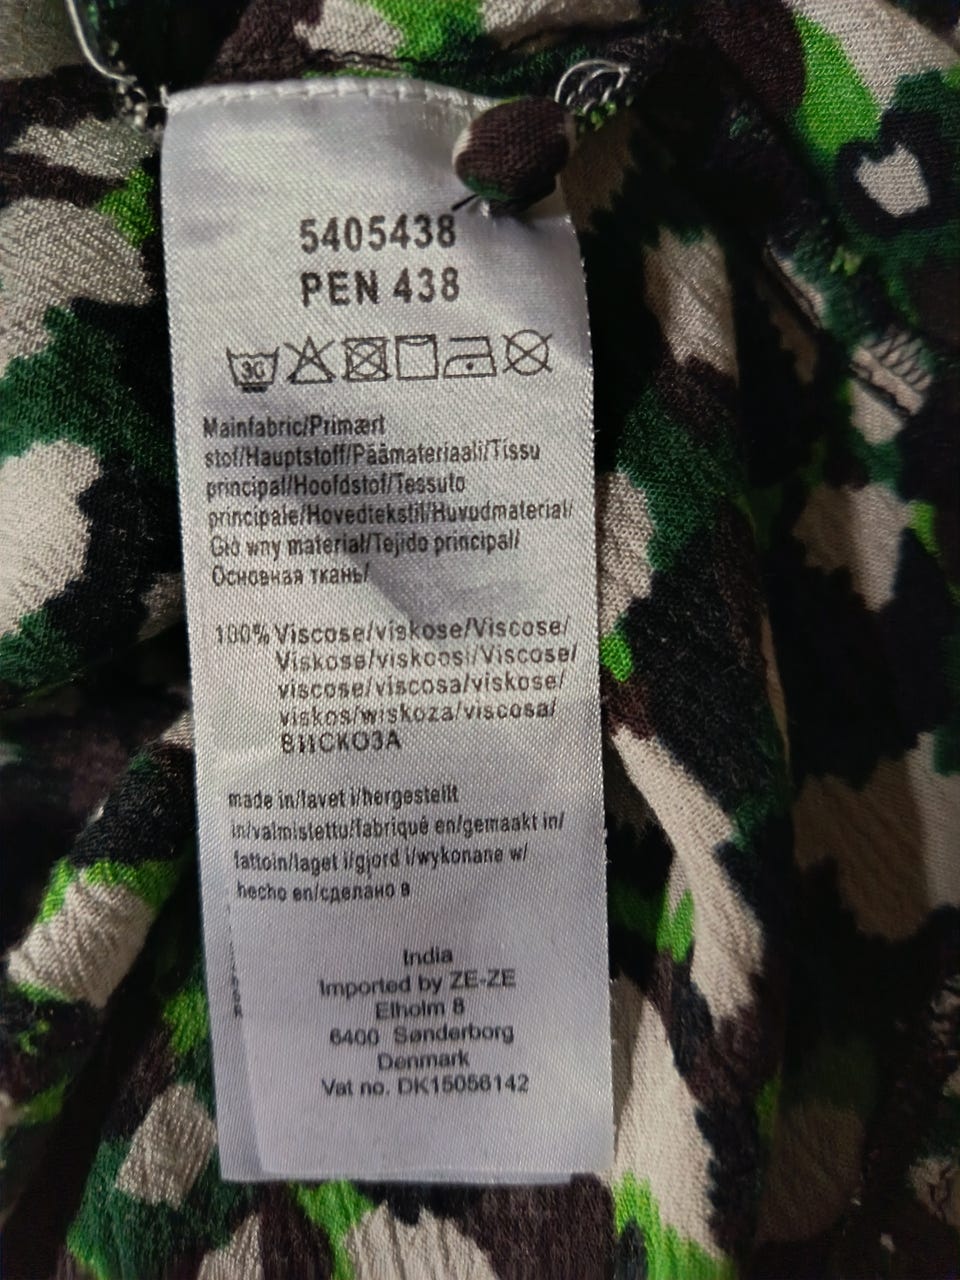 5405438
PEN 438
30
Mainfabric/Primært
stof/Hauptstoff/Päämateriaali/Tissu
principal/Hoofdstof/Tessuto
principale/Hovedtekstil/Huvudmaterial/
Głó wny material/Tejido principal/
Основная ткань/
100% Viscose/viskose/Viscose/
Viskose/viskoosi/Viscose/
viscose/viscosa/viskose/
viskos/wiskoza/viscosa/
ВИСКОЗА
made in/lavet i/hergestellt
in/valmistettu/fabriqué en/gemaakt in/
fattoin/laget i/gjord i/wykonane w/
hecho en/сделано в
India
Imported by ZE-ZE
Elholm 8
6400 Sønderborg
Denmark
Vat no. DK15056142